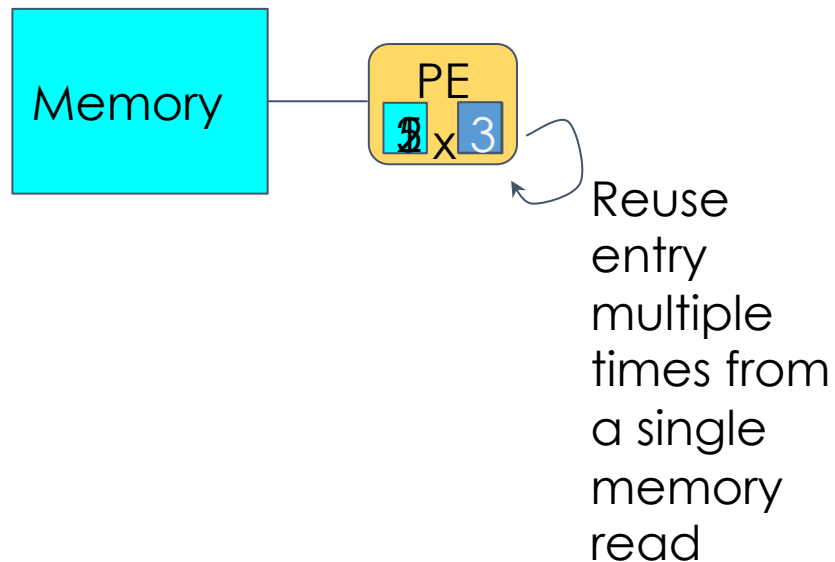 Memory
PE
x 3
Reuse
entry
multiple
times from
a single
memory
read